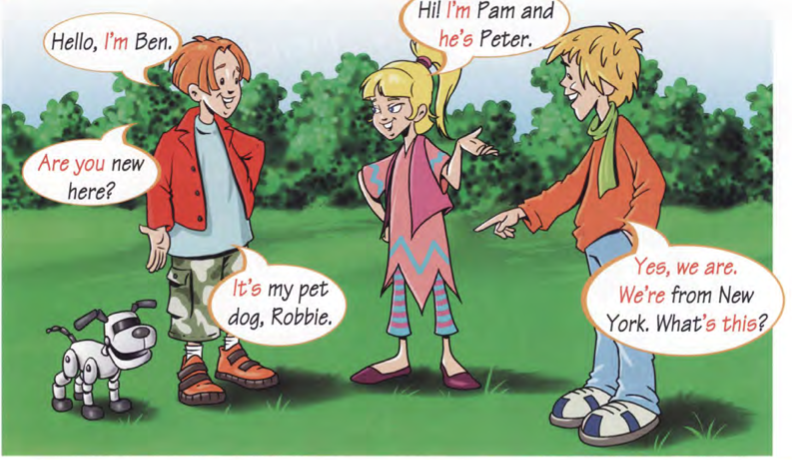 Hello, I'm Ben.
Hi! I'm Pam and
he's Peter.
Are you new
here?
Yes, we are.
We're from New
York. What's this?
It's my pet
dog, Robbie.